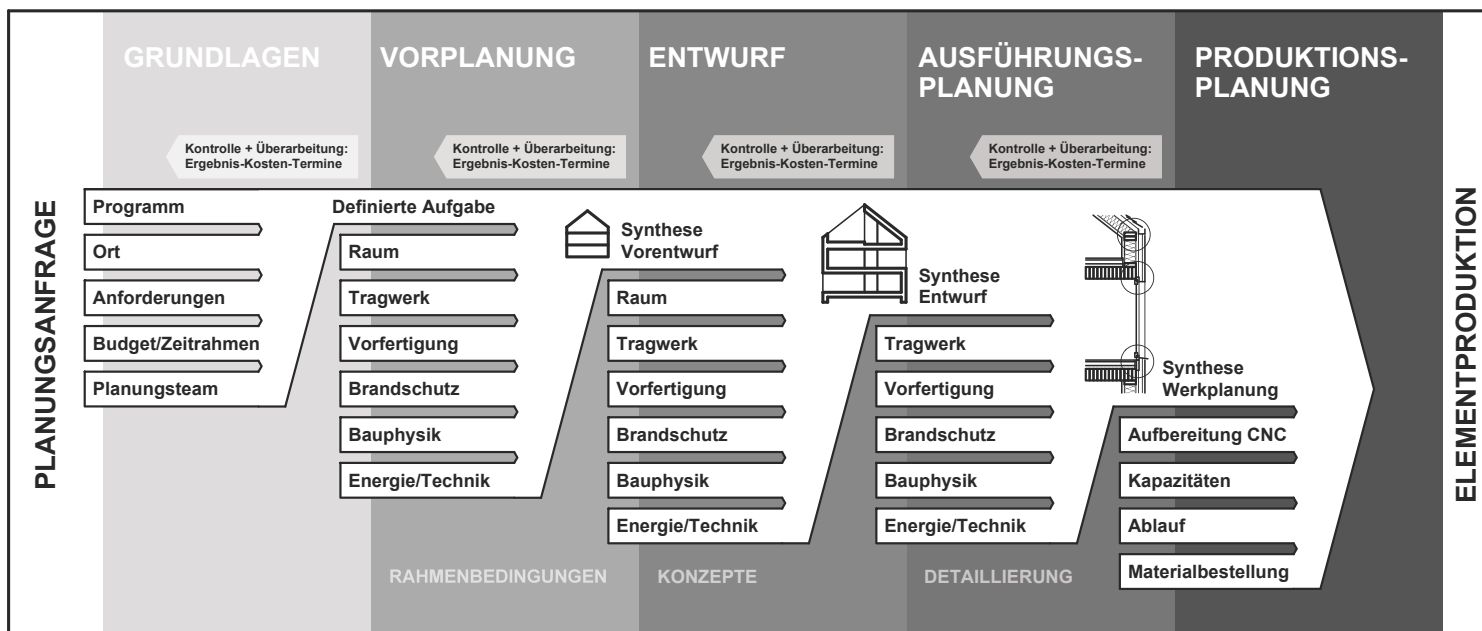 PLANUNGSANFRAGE
GRUNDLAGEN
Kontrolle + Überarbeitung:
Ergebnis-Kosten-Termine
Programm
Ort
Anforderungen
Budget/Zeitrahmen
Planungsteam
VORPLANUNG
Kontrolle + Überarbeitung:
Ergebnis-Kosten-Termine
Definierte Aufgabe
Raum
Tragwerk
Vorfertigung
Brandschutz
Bauphysik
Energie/Technik
RAHMENBEDINGUNGEN
ENTWURF
Kontrolle + Überarbeitung:
Ergebnis-Kosten-Termine
Synthese
Vorentwurf
Raum
Tragwerk
Vorfertigung
Brandschutz
Bauphysik
Energie/Technik
KONZEPTE
AUSFÜHRUNGS-
PLANUNG
Kontrolle + Überarbeitung:
Ergebnis-Kosten-Termine
Synthese
Entwurf
Tragwerk
Vorfertigung
Brandschutz
Bauphysik
Energie/Technik
DETAILLIERUNG
PRODUKTIONS-
PLANUNG
Synthese
Werkplanung
Aufbereitung CNC
Kapazitäten
Ablauf
Materialbestellung
ELEMENTPRODUKTION